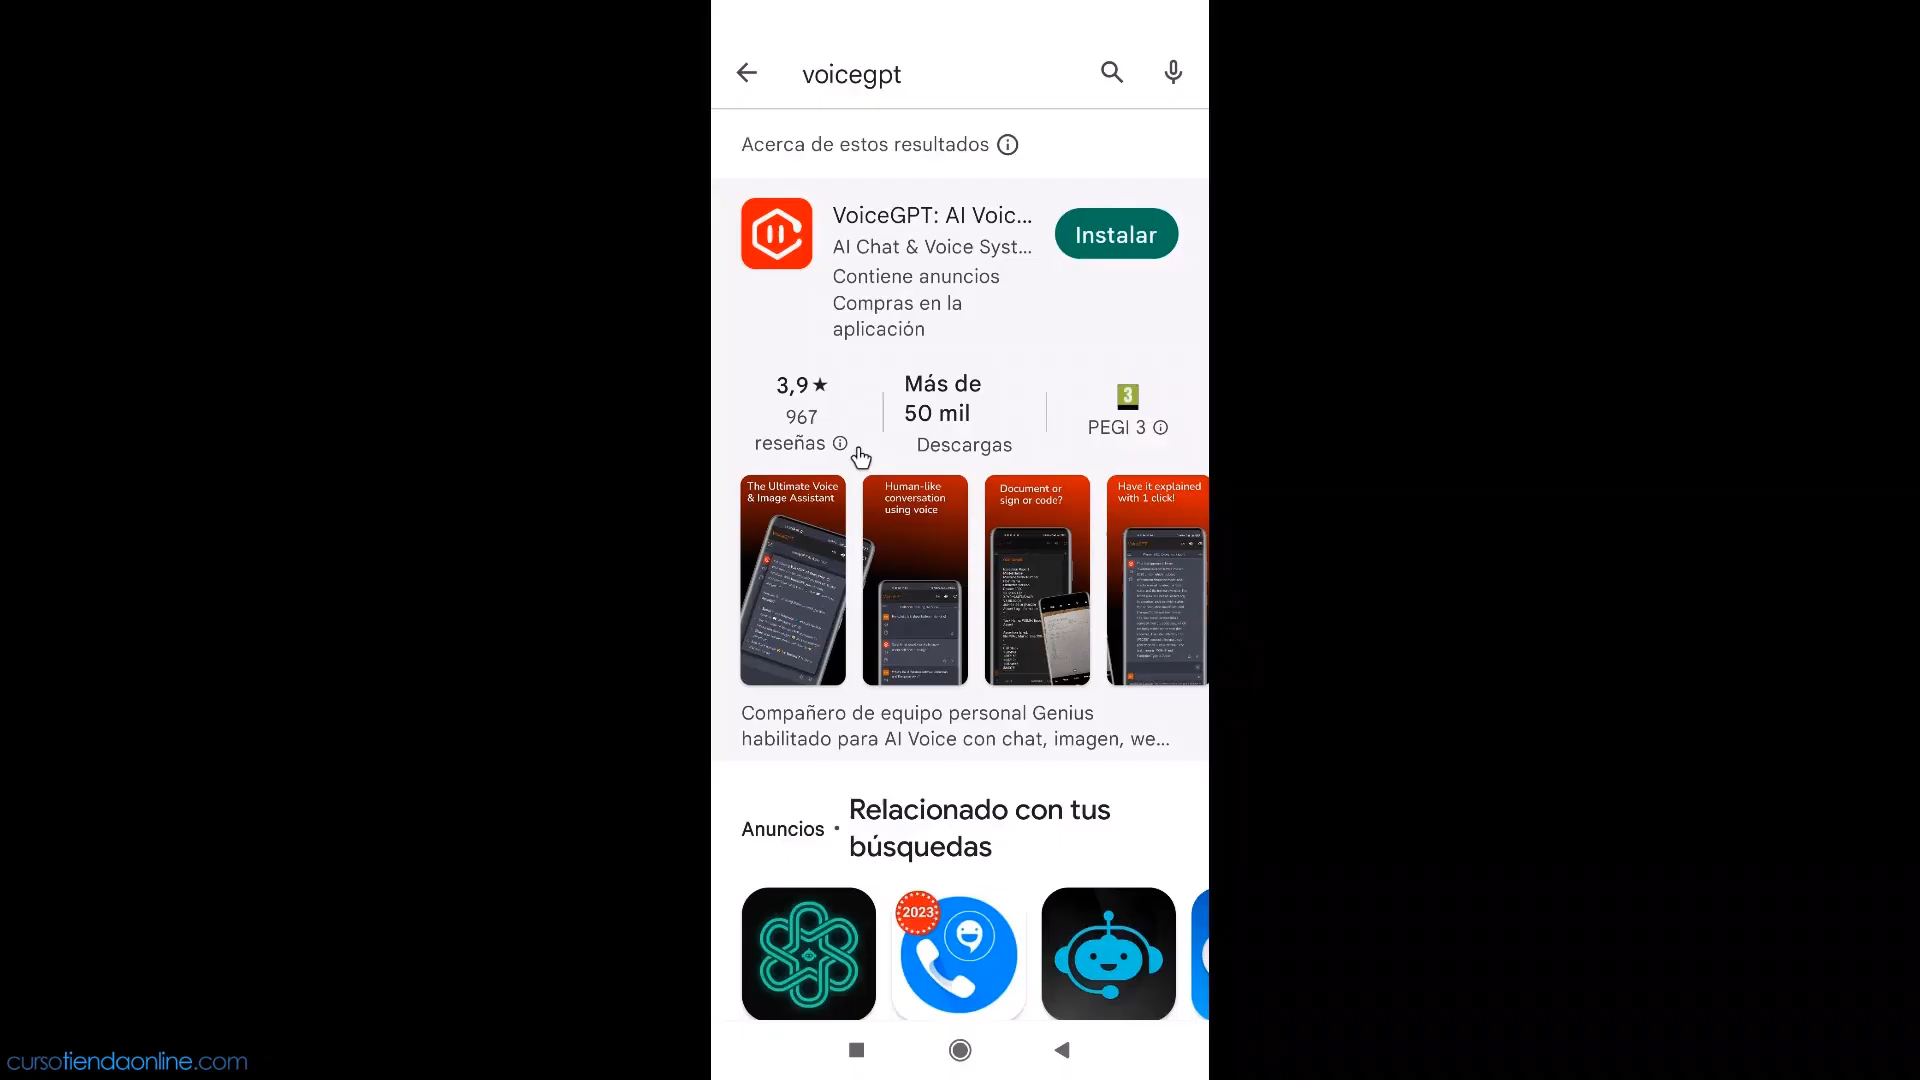 voicegpt
Acerca de estos resultados
VoiceGPT: AI Voic...
AI Chat & Voice Syst...
Contiene anuncios
Compras en la
aplicación
Instalar
3,9★
967
reseñas
Más de
50 mil
Descargas
3
PEGI 3
The Ultimate Voice
& Image Assistant
Human-like
conversation
using voice
Document or
sign or code?
Have it explained
with 1 click!
Compañero de equipo personal Genius
habilitado para AI Voice con chat, imagen, we...
Anuncios ·
Relacionado con tus
búsquedas
2023
cursotiendaonline.com